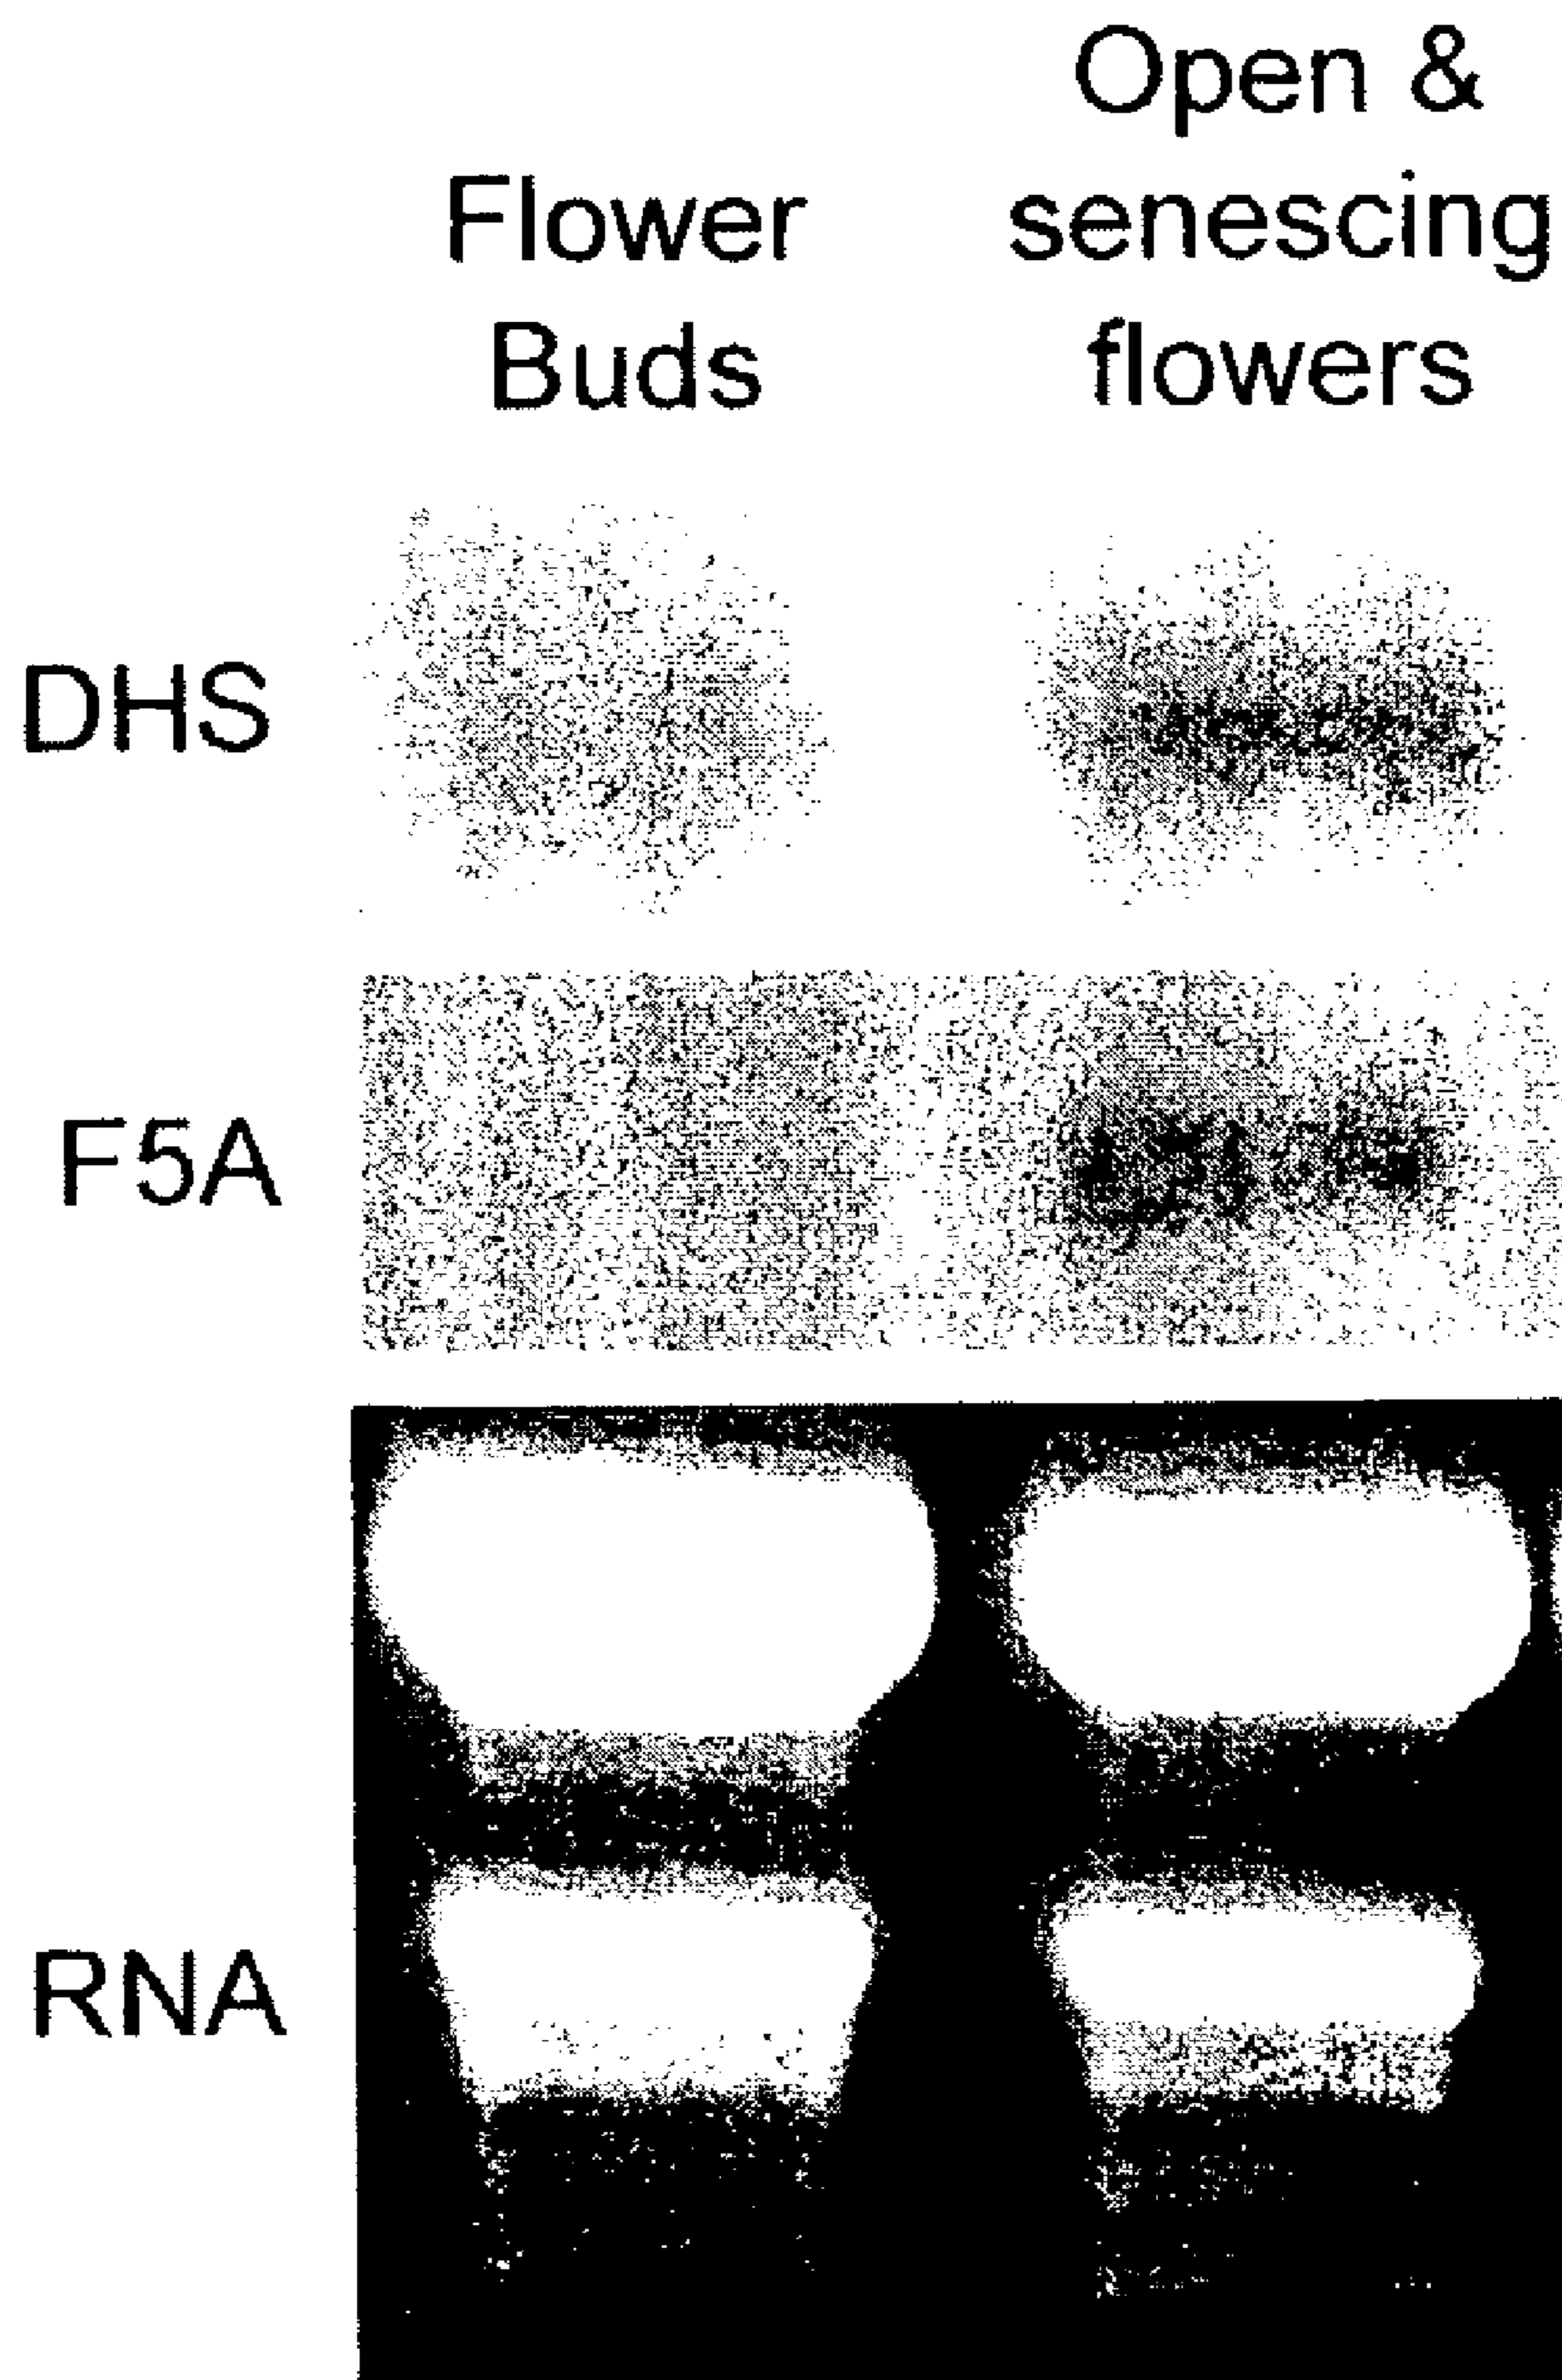 Flower
Buds
Open &
senescing
flowers
DHS
F5A
RNA